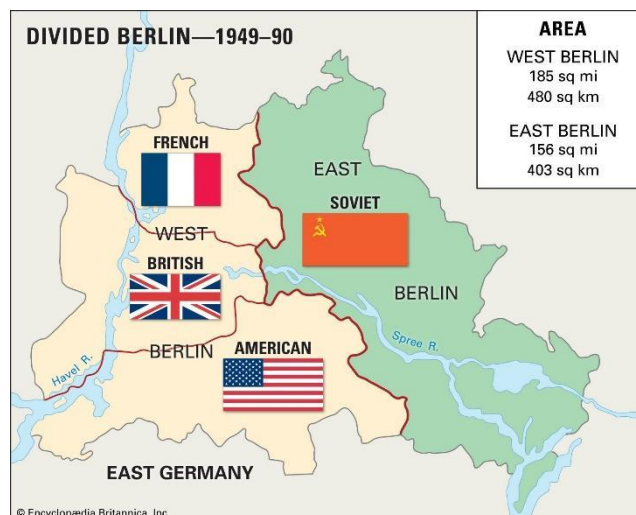 DIVIDED BERLIN—1949–90
AREA
WEST BERLIN
185 sq mi
480 sq km
EAST BERLIN
156 sq mi
403 sq km
FRENCH
EAST
SOVIET
WEST
BRITISH
BERLIN
Spree R.
Havel R.
BERLIN
AMERICAN
EAST GERMANY
© Encyclopædia Britannica, Inc.